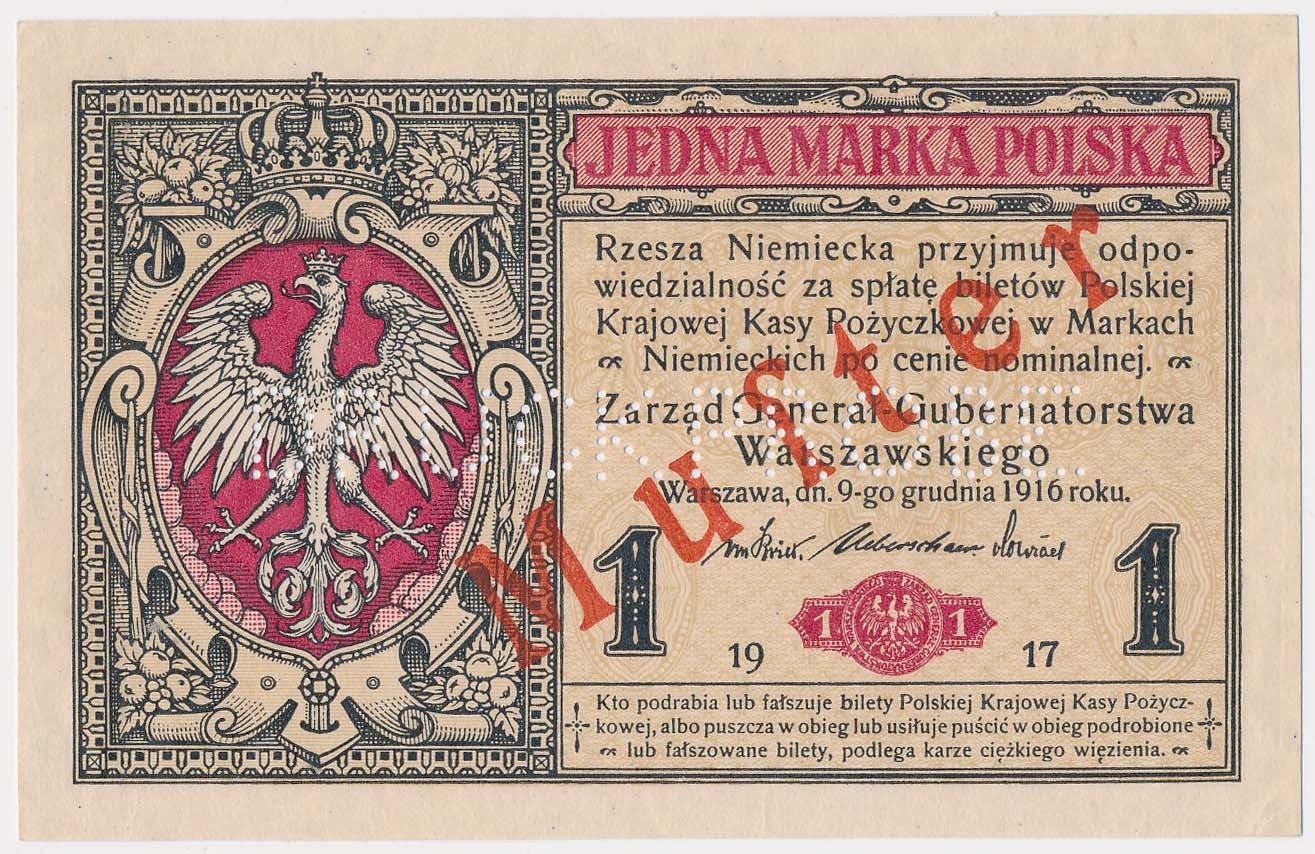 JEDNA MARKA POLSKA
Rzesza Niemiecka przyjmuje odpo-
wiedzialność za spłatę biletów Polskiej
Krajowej Kasy Pożyczkowej w Markach
Niemieckich po cenie nominalnej.
Zarząd Generał-Gubernatorstwa
Warszawskiego
Warszawa, dn. 9-go grudnia 1916 roku.
Muster
1 1
1 1
19 17
Kto podrabia lub fałszuje bilety Polskiej Krajowej Kasy Pożycz-
kowej, albo puszcza w obieg lub usiłuje puścić w obieg podrobione
lub fałszowane bilety, podlega karze ciężkiego więzienia.